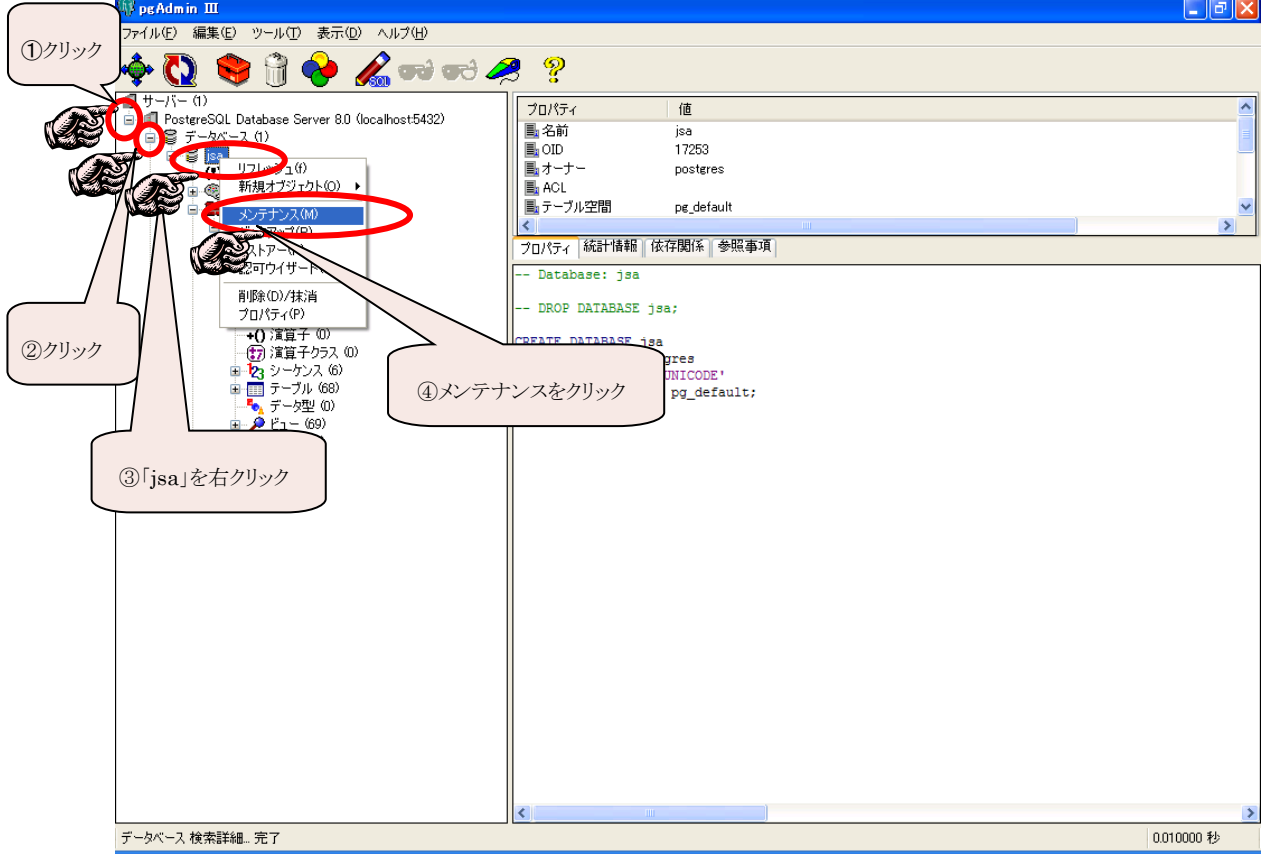 pgAdmin III
ファイル(F) 編集(E) ツール(T) 表示(D) ヘルプ(H)
①クリック
SQL
サーバー (1)
PostgreSQL Database Server 8.0 (localhost:5432)
データベース (1)
jsa
リフレッシュ(f)
新規オブジェクト(O)
メンテナンス(M)
削除(D)/抹消
プロパティ(P)
演算子 (0)
演算子クラス (0)
シーケンス (6)
テーブル (68)
データ型 (0)
ビュー (69)
②クリック
③「jsa」を右クリック
④メンテナンスをクリック
プロパティ 値
名前 jsa
OID 17253
オーナー postgres
ACL
テーブル空間 pg_default
プロパティ 統計情報 依存関係 参照事項
-- Database: jsa
-- DROP DATABASE jsa;
CREATE DATABASE jsa
gres
UNICODE'
pg_default;
データベース 検索詳細... 完了
0.010000 秒